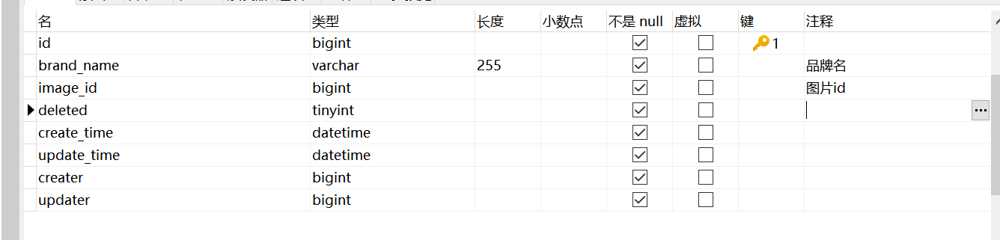 名 类型 长度 小数点 不是 null 虚拟 键 注释
id bigint 1
brand_name varchar 255 品牌名
image_id bigint 图片id
deleted tinyint
create_time datetime
update_time datetime
creater bigint
updater bigint